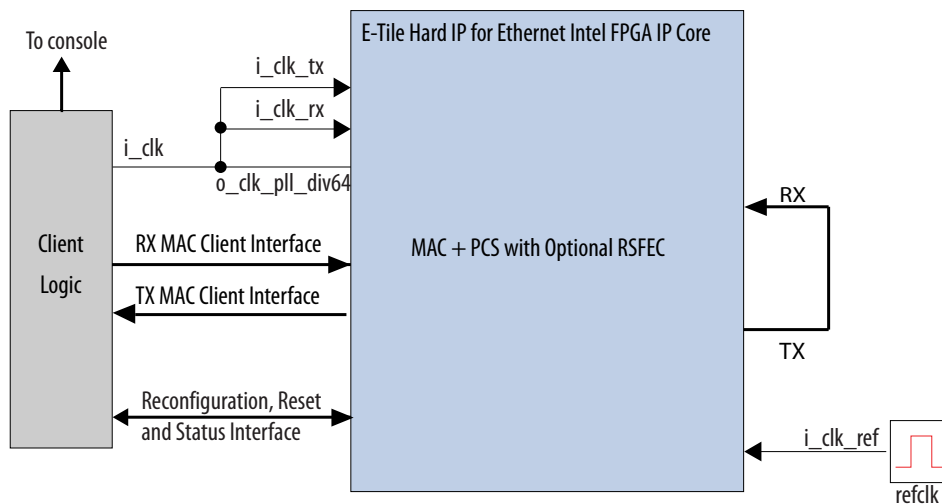 E-Tile Hard IP for Ethernet Intel FPGA IP Core
To console
i_clk_tx
i_clk_rx
i_clk
o_clk_pll_div64
RX MAC Client Interface
TX MAC Client Interface
Client
Logic
MAC + PCS with Optional RSFEC
RX
TX
Reconfiguration, Reset
and Status Interface
i_clk_ref
refclk